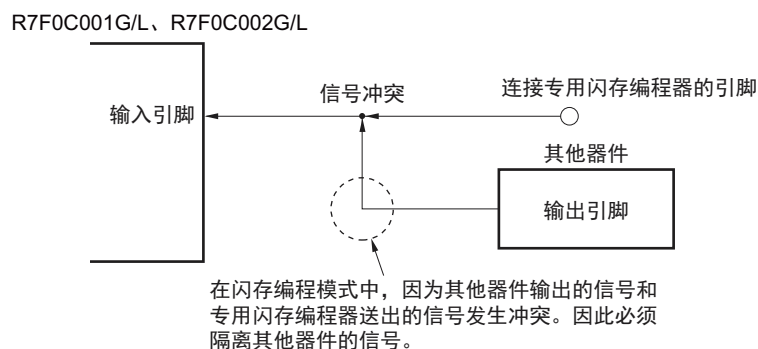 R7F0C001G/L、R7F0C002G/L
输入引脚
信号冲突
连接专用闪存编程器的引脚
其他器件
输出引脚
在闪存编程模式中，因为其他器件输出的信号和
专用闪存编程器送出的信号发生冲突。因此必须
隔离其他器件的信号。